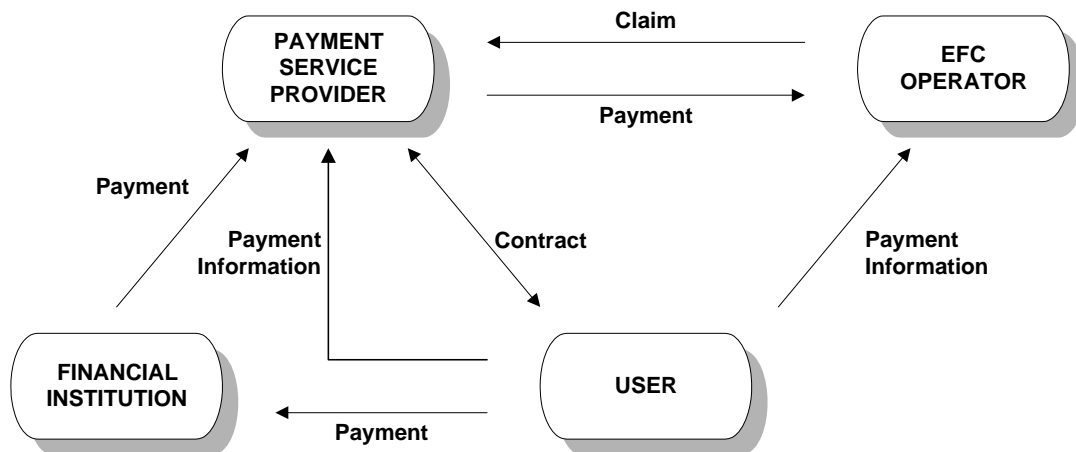 Claim
PAYMENT
SERVICE
PROVIDER
EFC
OPERATOR
Payment
Payment
Payment
Information
Contract
Payment
Information
FINANCIAL
INSTITUTION
USER
Payment